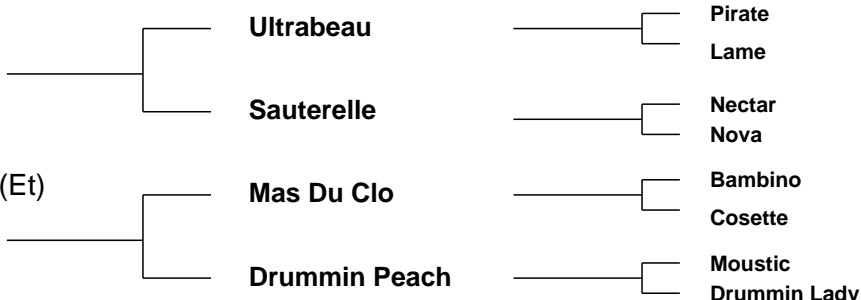 Pirate
Ultrabeau
Lame
Nectar
Sauterelle
Nova
(Et)
Bambino
Mas Du Clo
Cosette
Moustic
Drummin Peach
Drummin Lady